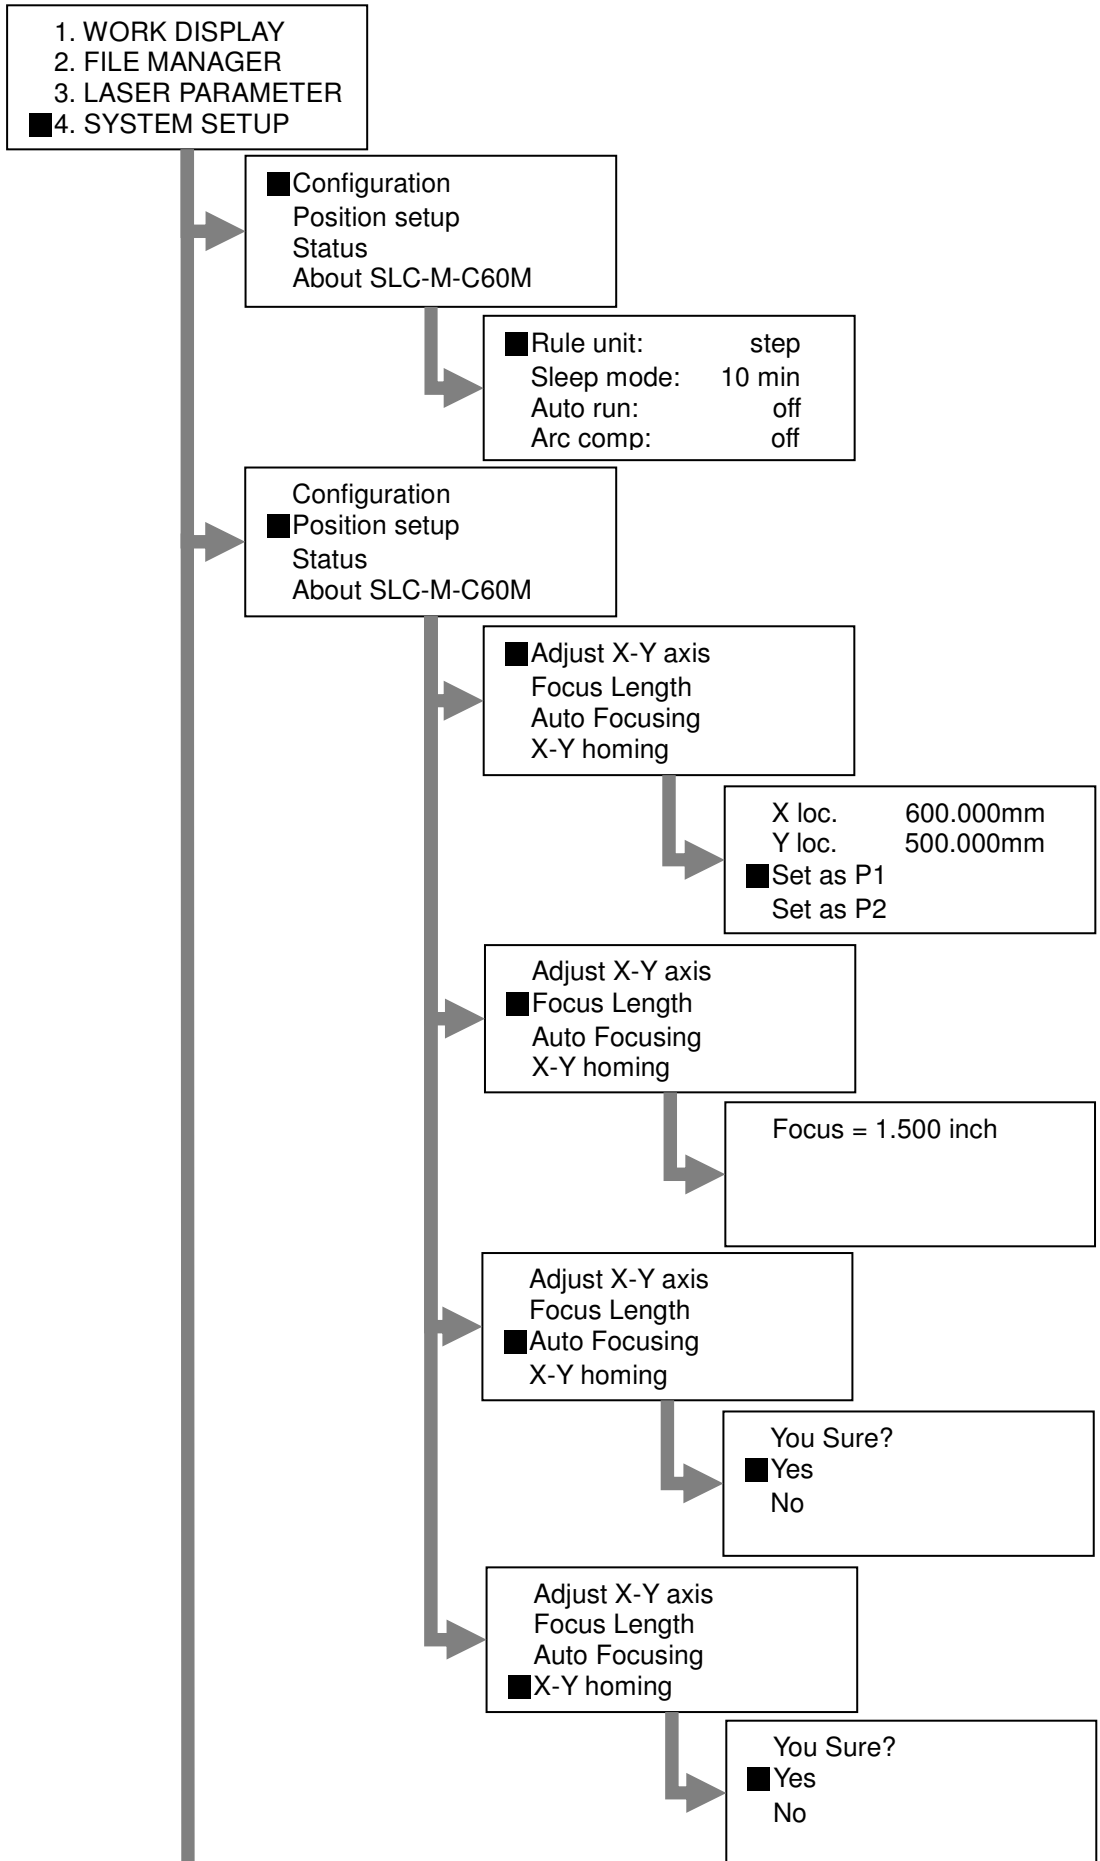 1. WORK DISPLAY
2. FILE MANAGER
3. LASER PARAMETER
4. SYSTEM SETUP
Configuration
Position setup
Status
About SLC-M-C60M
Rule unit: step
Sleep mode: 10 min
Auto run: off
Arc comp: off
Configuration
Position setup
Status
About SLC-M-C60M
Adjust X-Y axis
Focus Length
Auto Focusing
X-Y homing
X loc. 600.000mm
Y loc. 500.000mm
Set as P1
Set as P2
Adjust X-Y axis
Focus Length
Auto Focusing
X-Y homing
Focus = 1.500 inch
Adjust X-Y axis
Focus Length
Auto Focusing
X-Y homing
You Sure?
Yes
No
Adjust X-Y axis
Focus Length
Auto Focusing
X-Y homing
You Sure?
Yes
No